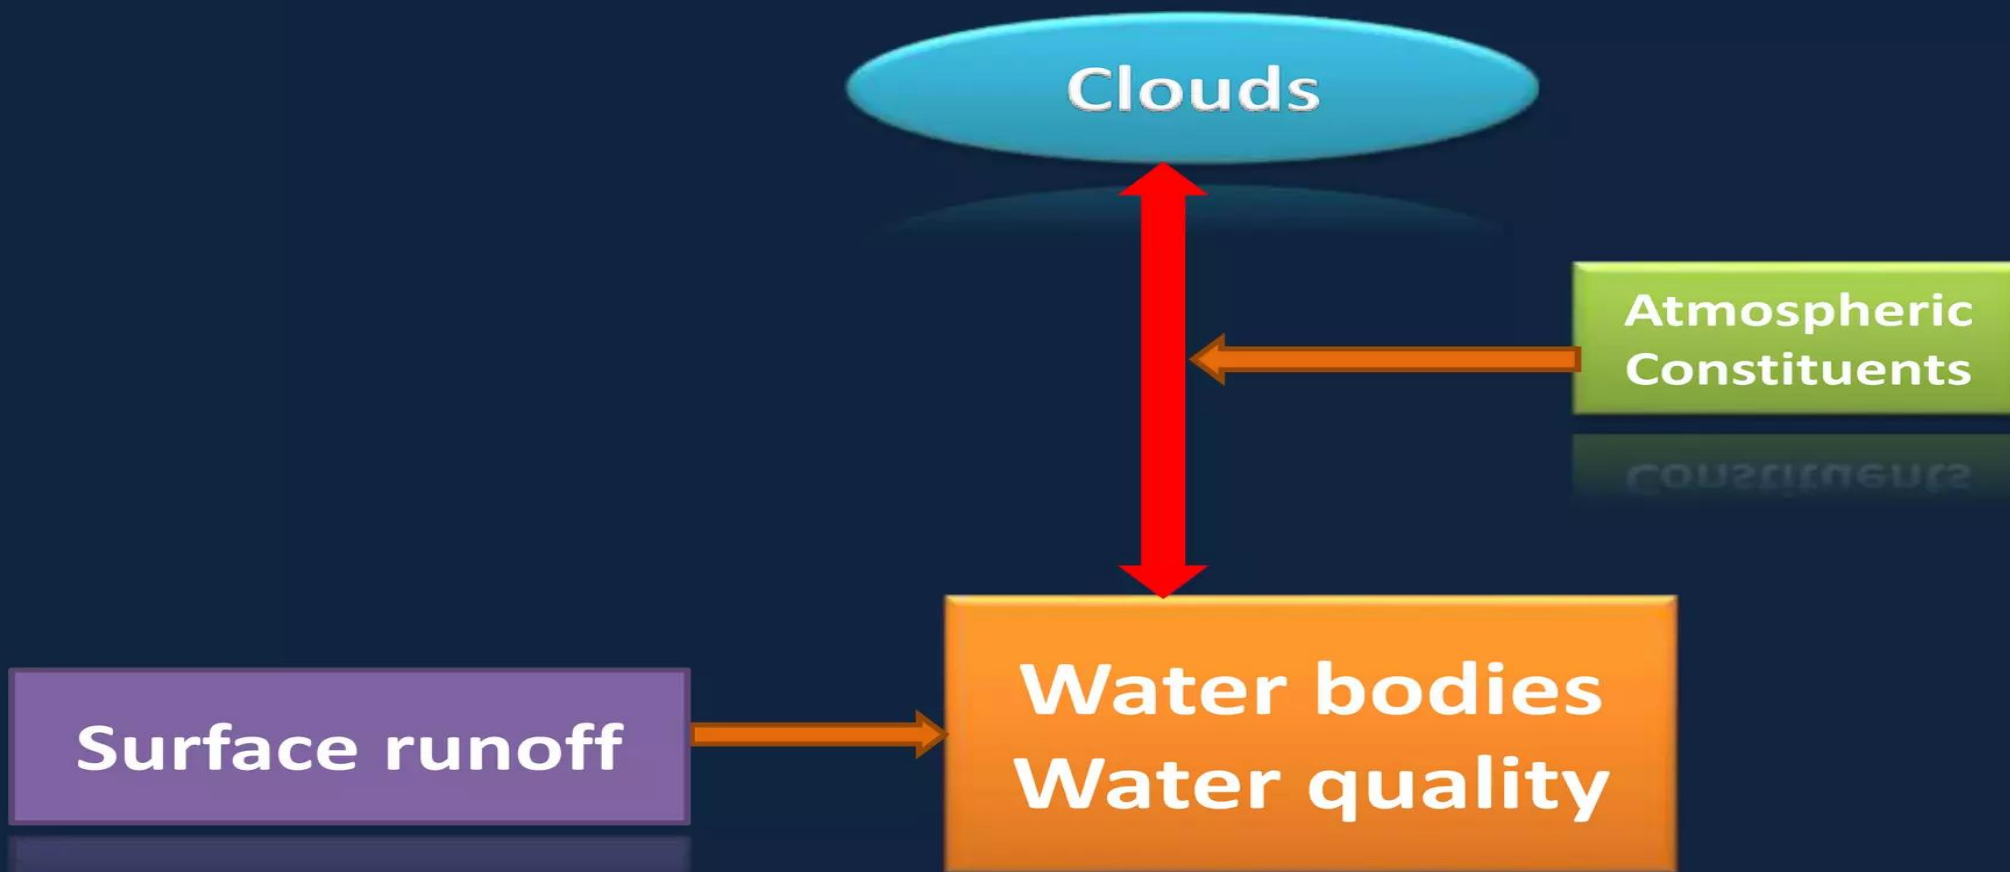 Clouds
Atmospheric
Constituents
Surface runoff
Water bodies
Water quality